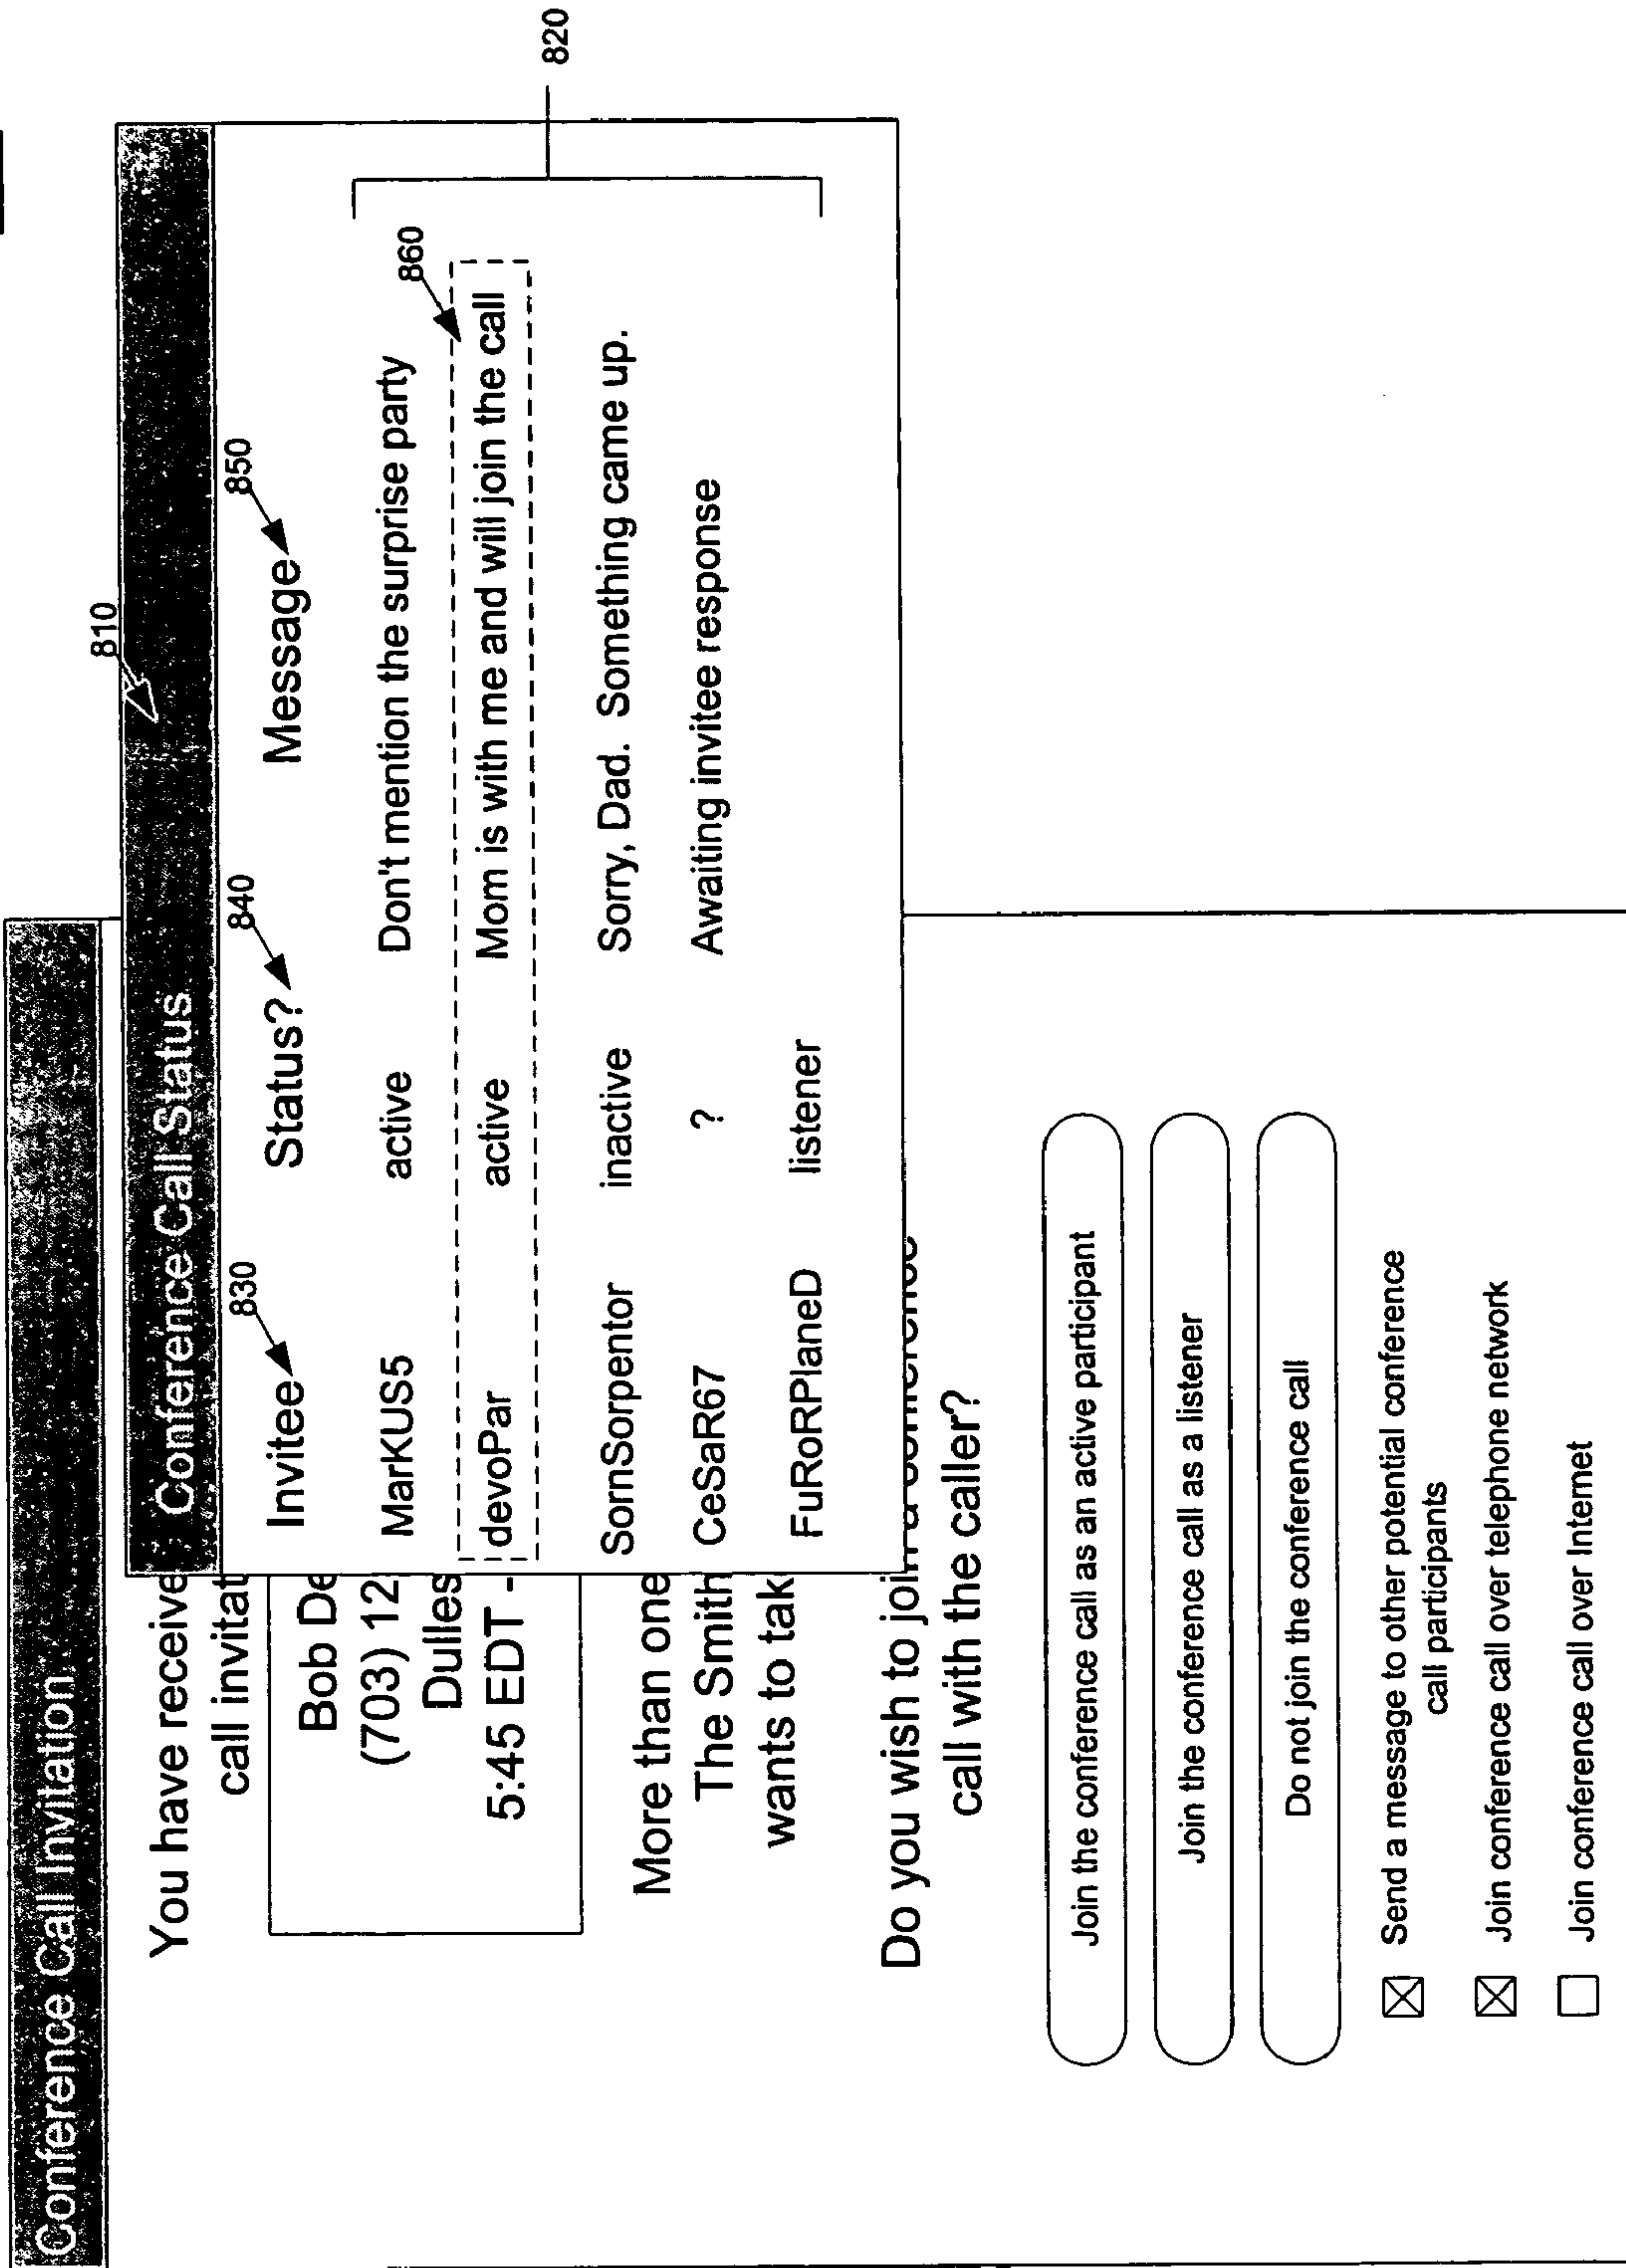 Conference Call Invitation
You have receive
call invitat
Bob De
(703) 12
Dulles
5:45 EDT -
More than one
The Smith
wants to tak
Do you wish to join a conference
call with the caller?
Join the conference call as an active participant
Join the conference call as a listener
Do not join the conference call
Send a message to other potential conference
call participants
Join conference call over telephone network
Join conference call over Internet
810
Conference Call Status
830 840 850
Invitee Status? Message
MarKUS5 active Don't mention the surprise party
860
devoPar active Mom is with me and will join the call
SornSorpentor inactive Sorry, Dad. Something came up.
CeSaR67 ? Awaiting invitee response
FuRoRPlaneD listener
820